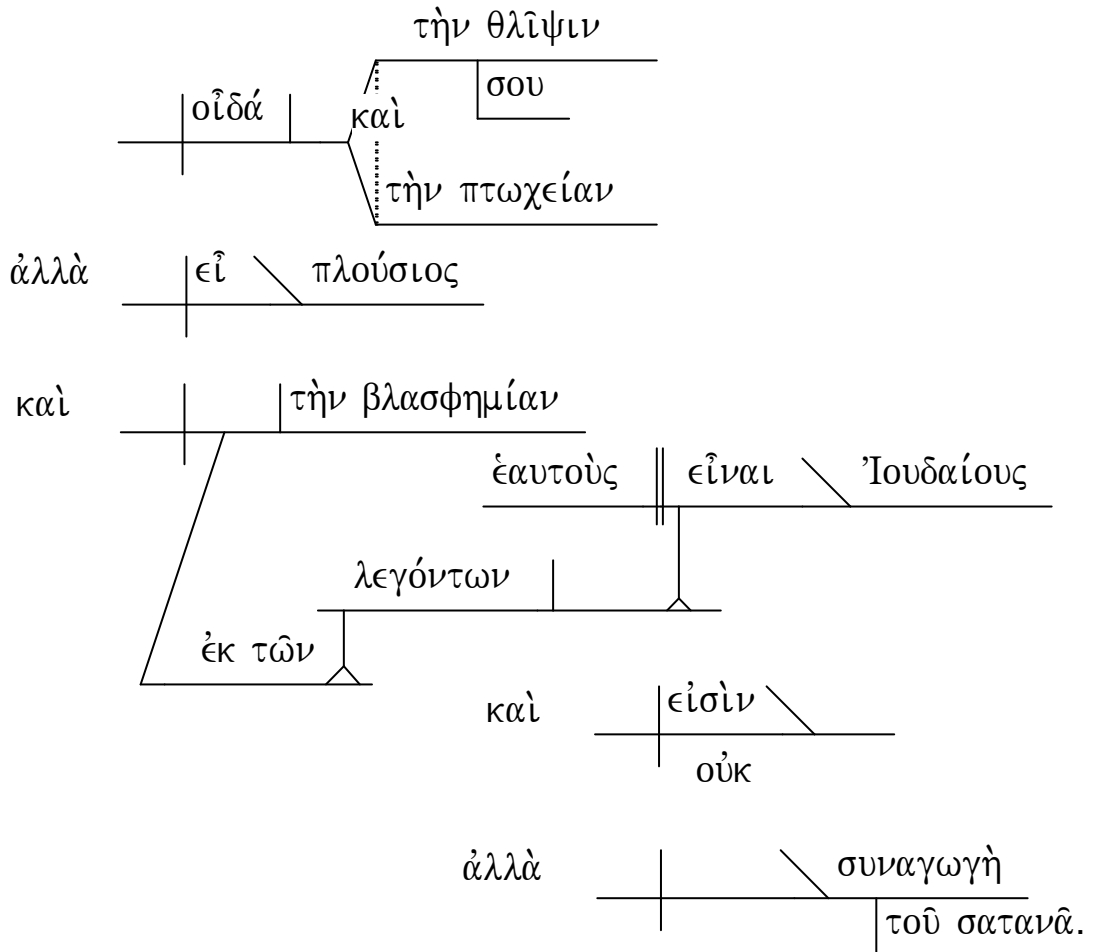 τὴν θλῖψιν
σου
οἶδά
καὶ
τὴν πτωχείαν
ἀλλὰ εἶ πλούσιος
καὶ τὴν βλασφημίαν
ἑαυτοὺς εἶναι Ἰουδαίους
λεγόντων
ἐκ τῶν
καὶ εἰσὶν
οὐκ
ἀλλὰ συναγωγὴ
τοῦ σατανᾶ.